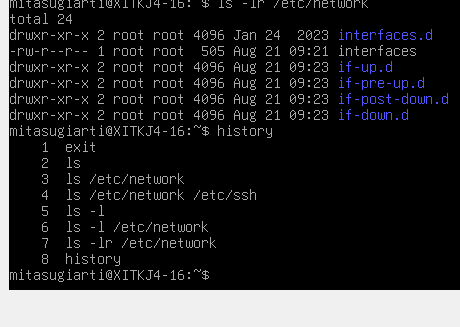 mitasugiarti@XITKJ4-16:~$ ls -lr /etc/network
total 24
drwxr-xr-x 2 root root 4096 Jan 24  2023 interfaces.d
-rw-r--r-- 1 root root  505 Aug 21 09:21 interfaces
drwxr-xr-x 2 root root 4096 Aug 21 09:23 if-up.d
drwxr-xr-x 2 root root 4096 Aug 21 09:23 if-pre-up.d
drwxr-xr-x 2 root root 4096 Aug 21 09:23 if-post-down.d
drwxr-xr-x 2 root root 4096 Aug 21 09:23 if-down.d
mitasugiarti@XITKJ4-16:~$ history
    1  exit
    2  ls
    3  ls /etc/network
    4  ls /etc/network /etc/ssh
    5  ls -l
    6  ls -l /etc/network
    7  ls -lr /etc/network
    8  history
mitasugiarti@XITKJ4-16:~$